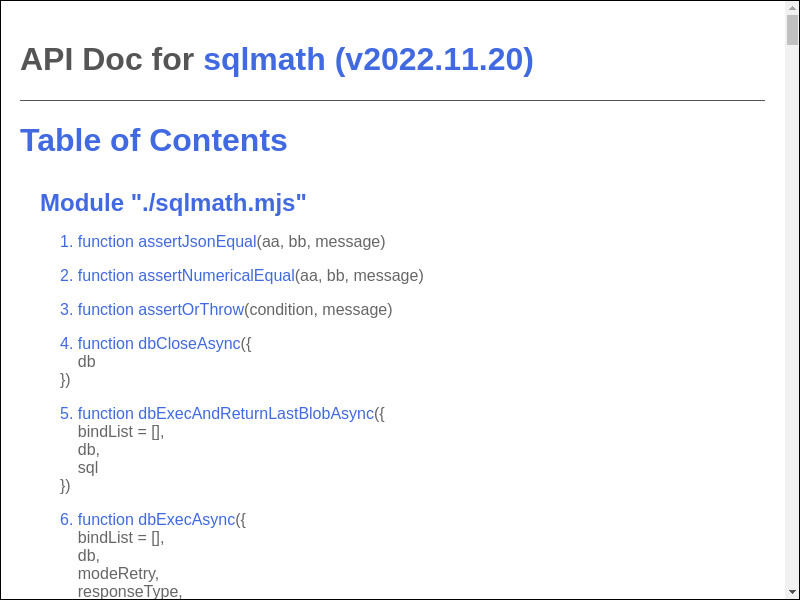 API Doc for sqlmath (v2022.11.20)
Table of Contents
Module "./sqlmath.mjs"
1. function assertJsonEqual(aa, bb, message)
2. function assertNumericalEqual(aa, bb, message)
3. function assertOrThrow(condition, message)
4. function dbCloseAsync({
db
})
5. function dbExecAndReturnLastBlobAsync({
bindList = [],
db,
sql
})
6. function dbExecAsync({
bindList = [],
db,
modeRetry,
responseType,